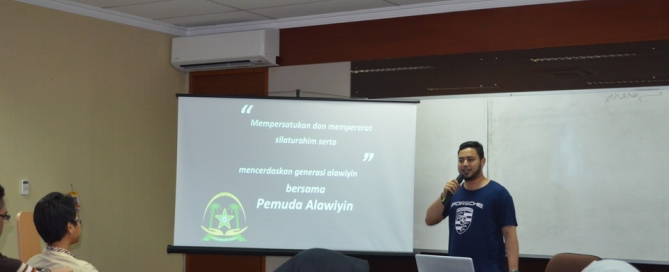 “
Mempersatukan dan mempererat
silaturohim serta
”
mencerdaskan generasi alawiyin
bersama
Pemuda Alawiyin
PORSCHE